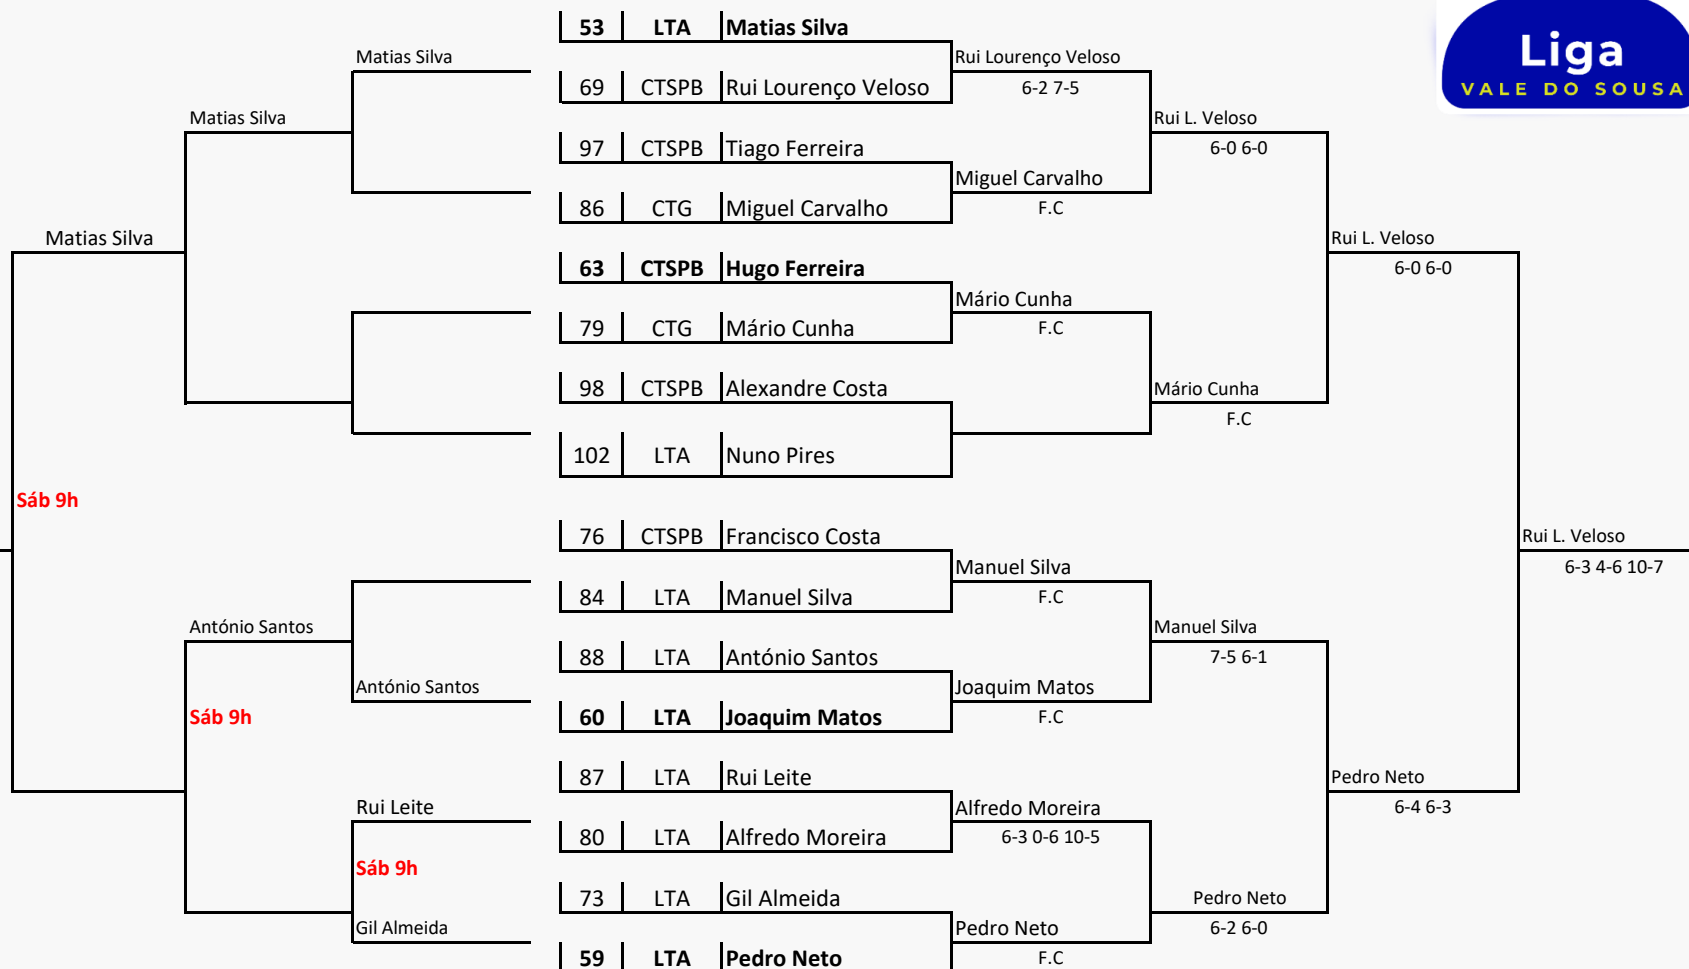 53 LTA Matias Silva
Matias Silva
Rui Lourenço Veloso
69 CTSPB Rui Lourenço Veloso
6-2 7-5
Matias Silva
Rui L. Veloso
97 CTSPB Tiago Ferreira
6-0 6-0
Miguel Carvalho
86 CTG Miguel Carvalho
F.C
Matias Silva
Rui L. Veloso
63 CTSPB Hugo Ferreira
6-0 6-0
Mário Cunha
79 CTG Mário Cunha
F.C
98 CTSPB Alexandre Costa
Mário Cunha
F.C
102 LTA Nuno Pires
Sáb 9h
76 CTSPB Francisco Costa
Rui L. Veloso
Manuel Silva
6-3 4-6 10-7
84 LTA Manuel Silva
F.C
António Santos
Manuel Silva
88 LTA António Santos
7-5 6-1
António Santos
Joaquim Matos
Sáb 9h
60 LTA Joaquim Matos
F.C
87 LTA Rui Leite
Pedro Neto
Rui Leite
Alfredo Moreira
6-4 6-3
80 LTA Alfredo Moreira
6-3 0-6 10-5
Sáb 9h
73 LTA Gil Almeida
Pedro Neto
Gil Almeida
Pedro Neto
6-2 6-0
59 LTA Pedro Neto
F.C
Liga
VALE DO SOUSA